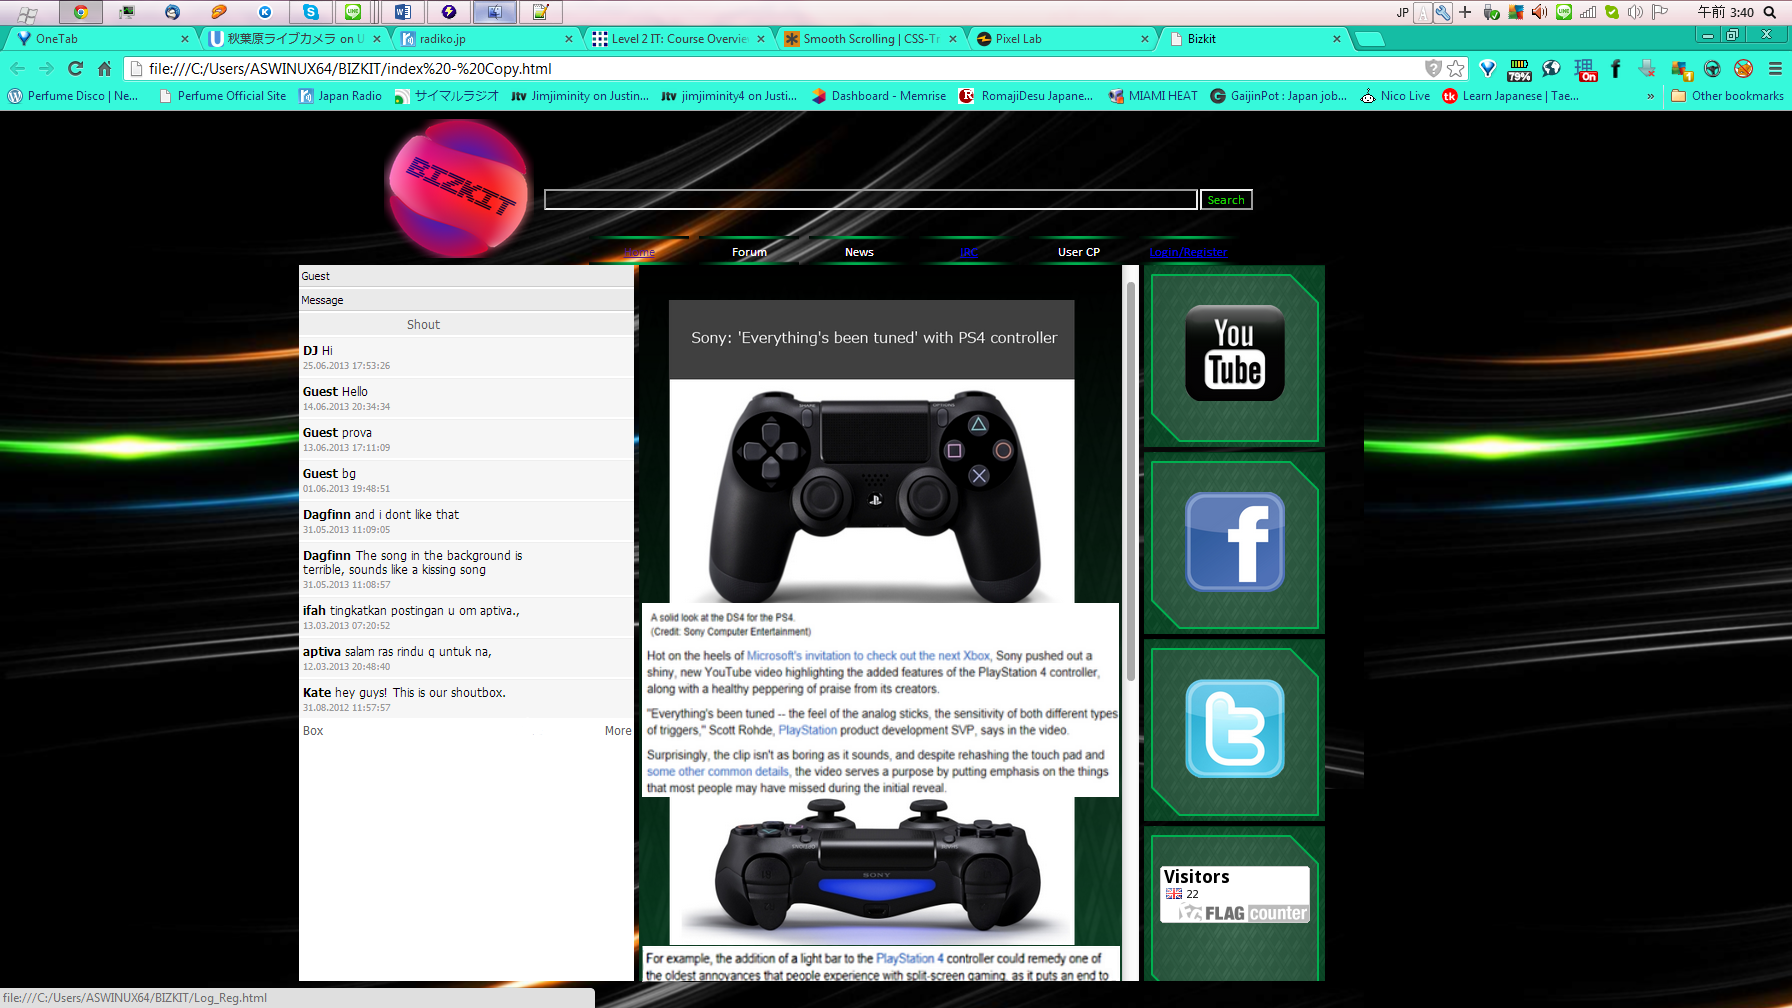 JP
A
午前 3:40
OneTab
秋葉原ライブカメラ on U
radiko.jp
Level 2 IT: Course Overvie
Smooth Scrolling | CSS-Tr
Pixel Lab
Bizkit
file:///C:/Users/ASWINUX64/BIZKIT/index%20-%20Copy.html
79%
On
1
Perfume Disco | Ne...
Perfume Official Site
Japan Radio
サイマルラジオ
Jtv Jimjiminity on Justin...
Jtv jimjiminity4 on Justi...
Dashboard - Memrise
RomajiDesu Japane...
MIAMI HEAT
GaijinPot : Japan job...
Nico Live
tk Learn Japanese | Tae...
»
Other bookmarks
BIZKIT
Search
Home
Forum
News
IRC
User CP
Login/Register
Guest
Message
Shout
DJ Hi
25.06.2013 17:53:26
Guest Hello
14.06.2013 20:34:34
Guest prova
13.06.2013 17:11:09
Guest bg
01.06.2013 19:48:51
Dagfinn and i dont like that
31.05.2013 11:09:05
Dagfinn The song in the background is
terrible, sounds like a kissing song
31.05.2013 11:08:57
ifah tingkatkan postingan u om aptiva.,
13.03.2013 07:20:52
aptiva salam ras rindu q untuk na,
12.03.2013 20:48:40
Kate hey guys! This is our shoutbox.
31.08.2012 11:57:57
Box
More
Sony: 'Everything's been tuned' with PS4 controller
SHARE
OPTIONS
A solid look at the DS4 for the PS4.
(Credit: Sony Computer Entertainment)
Hot on the heels of Microsoft's invitation to check out the next Xbox, Sony pushed out a
shiny, new YouTube video highlighting the added features of the PlayStation 4 controller,
along with a healthy peppering of praise from its creators.
"Everything's been tuned -- the feel of the analog sticks, the sensitivity of both different types
of triggers," Scott Rohde, PlayStation product development SVP, says in the video.
Surprisingly, the clip isn't as boring as it sounds, and despite rehashing the touch pad and
some other common details, the video serves a purpose by putting emphasis on the things
that most people may have missed during the initial reveal.
SONY
For example, the addition of a light bar to the PlayStation 4 controller could remedy one of
the oldest annoyances that people experience with split-screen gaming, as it puts an end to
You
Tube
Visitors
22
FLAG counter
file:///C:/Users/ASWINUX64/BIZKIT/Log_Reg.html